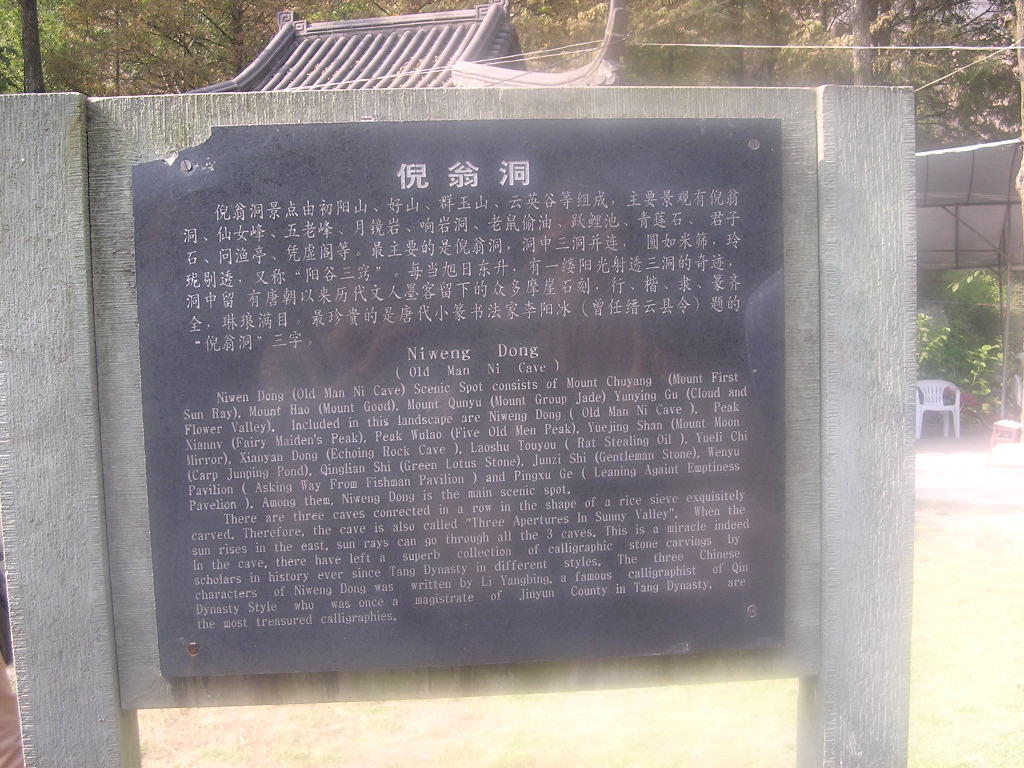 倪翁洞
倪翁洞景点由初阳山、好山、群玉山、云英谷等组成，主要景观有倪翁
洞、仙女峰、五老峰、月镜岩、响岩洞、老鼠偷油、跃鲤池、青莲石、君子
石、问渔亭、凭虚阁等。最主要的是倪翁洞，洞中三洞并连，圆如米筛，玲
珑剔透，又称“阳谷三窍”。每当旭日东升，有一缕阳光射透三洞的奇迹，
洞中留 有唐朝以来历代文人墨客留下的众多摩崖石刻，行、楷、隶、篆齐
全，琳琅满目。最珍贵的是唐代小篆书法家李阳冰（曾任缙云县令）题的
“倪翁洞”三字。
Niweng Dong
( Old Man Ni Cave )
Niwen Dong (Old Man Ni Cave) Scenic Spot consists of Mount Chuyang (Mount First
Sun Ray), Mount Hao (Mount Good), Mount Qunyu (Mount Group Jade) Yunying Gu (Cloud and
Flower Valley). Included in this landscape are Niweng Dong ( Old Man Ni Cave ). Peak
Xiannv (Fairy Maiden's Peak), Peak Wulao (Five Old Men Peak), Yuejing Shan (Mount Moon
Mirror), Xianyan Dong (Echoing Rock Cave ), Laoshu Touyou ( Rat Stealing Oil ), Yueli Chi
(Carp Junping Pond), Qinglian Shi (Green Lotus Stone), Junzi Shi (Gentleman Stone), Wenyu
Pavilion ( Asking Way From Fishman Pavilion ) and Pingxu Ge ( Leaning Againt Emptiness
Pavelion ). Among them, Niweng Dong is the main scenic spot.
There are three caves conrected in a row in the shape of a rice sieve exquisitely
carved. Therefore, the cave is also called "Three Apertures In Sunny Valley". When the
sun rises in the east, sun rays can go through all the 3 caves. This is a miracle indeed
In the cave, there have left a superb collection of calligraphic stone carvings by
scholars in history ever since Tang Dynasty in different styles. The three Chinese
characters of Niweng Dong was written by Li Yangbing, a famous calligraphist of Qin
Dynasty Style who was once a magistrate of Jinyun County in Tang Dynasty, are
the most treasured calligraphies.